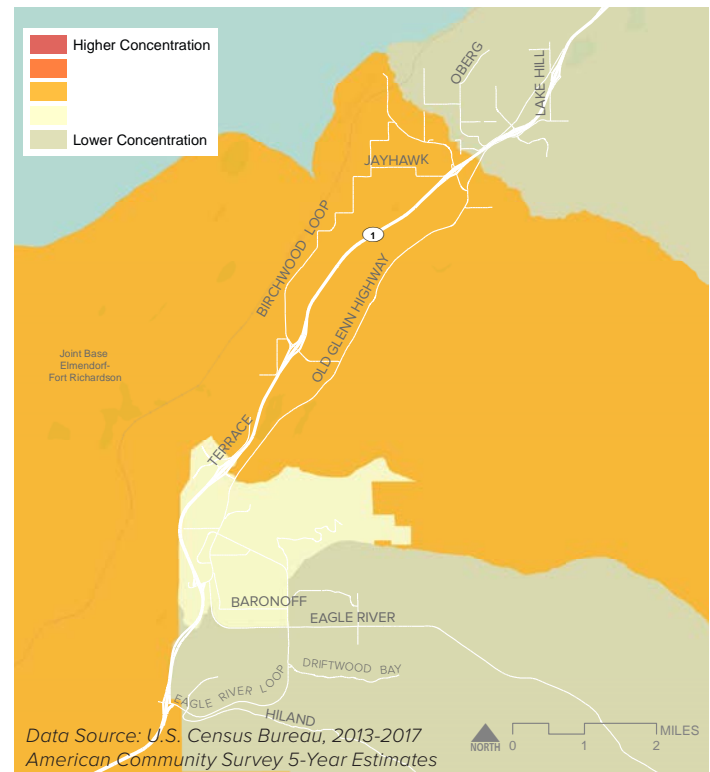 Higher Concentration
Lower Concentration
OBERG
LAKE HILL
JAYHAWK
BIRCHWOOD LOOP
1
OLD GLENN HIGHWAY
Joint Base
Elmendorf-
Fort Richardson
TERRACE
BARONOFF
EAGLE RIVER
DRIFTWOOD BAY
EAGLE RIVER LOOP
HILAND
Data Source: U.S. Census Bureau, 2013-2017
American Community Survey 5-Year Estimates
NORTH
0 1 2 MILES